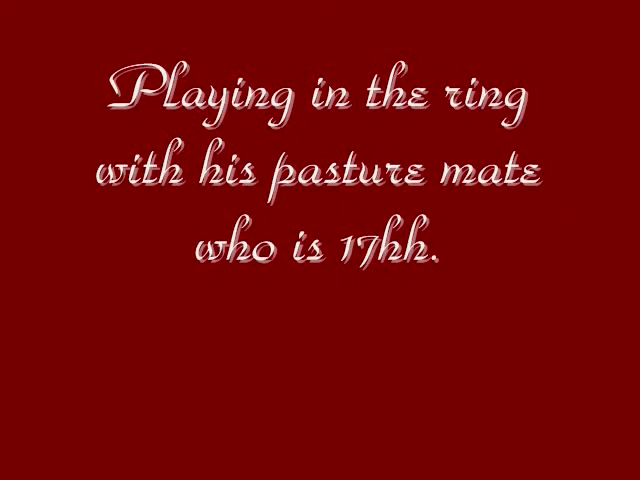 Playing in the ring
with his pasture mate
who is 17hh.